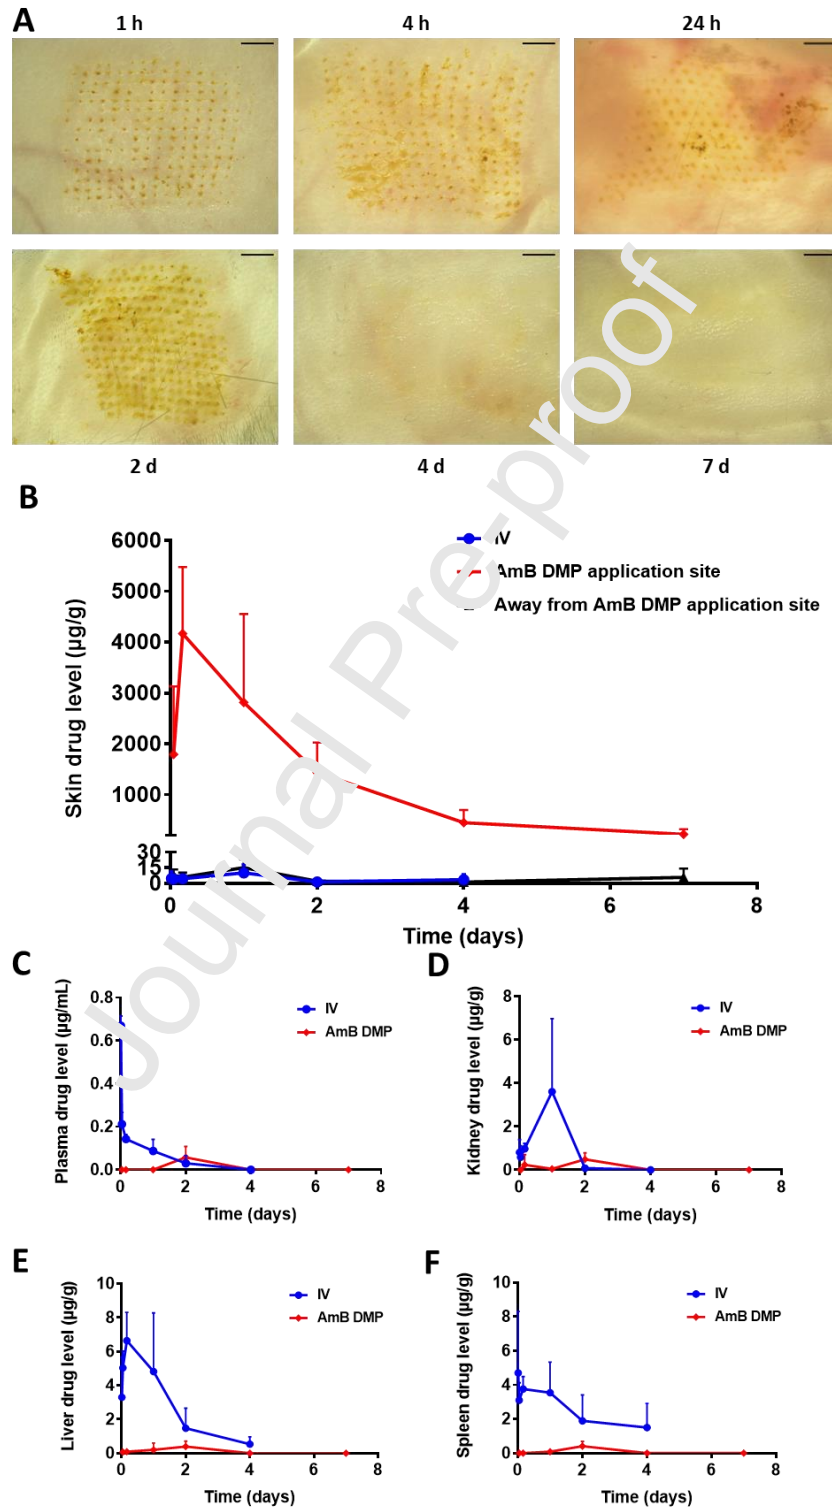 A
1 h
4 h
24 h
2 d
4 d
7 d
Journal Pre-proof
B
Skin drug level (µg/g)
6000
5000
4000
3000
2000
1000
30
15
0
0
2
4
6
8
Time (days)
IV
AmB DMP application site
Away from AmB DMP application site
C
Plasma drug level (µg/mL)
0.8
0.6
0.4
0.2
0.0
0
2
4
6
8
Time (days)
IV
AmB DMP
D
Kidney drug level (µg/g)
8
6
4
2
0
0
2
4
6
8
Time (days)
IV
AmB DMP
E
Liver drug level (µg/g)
10
8
6
4
2
0
0
2
4
6
8
Time (days)
IV
AmB DMP
F
Spleen drug level (µg/g)
10
8
6
4
2
0
0
2
4
6
8
Time (days)
IV
AmB DMP